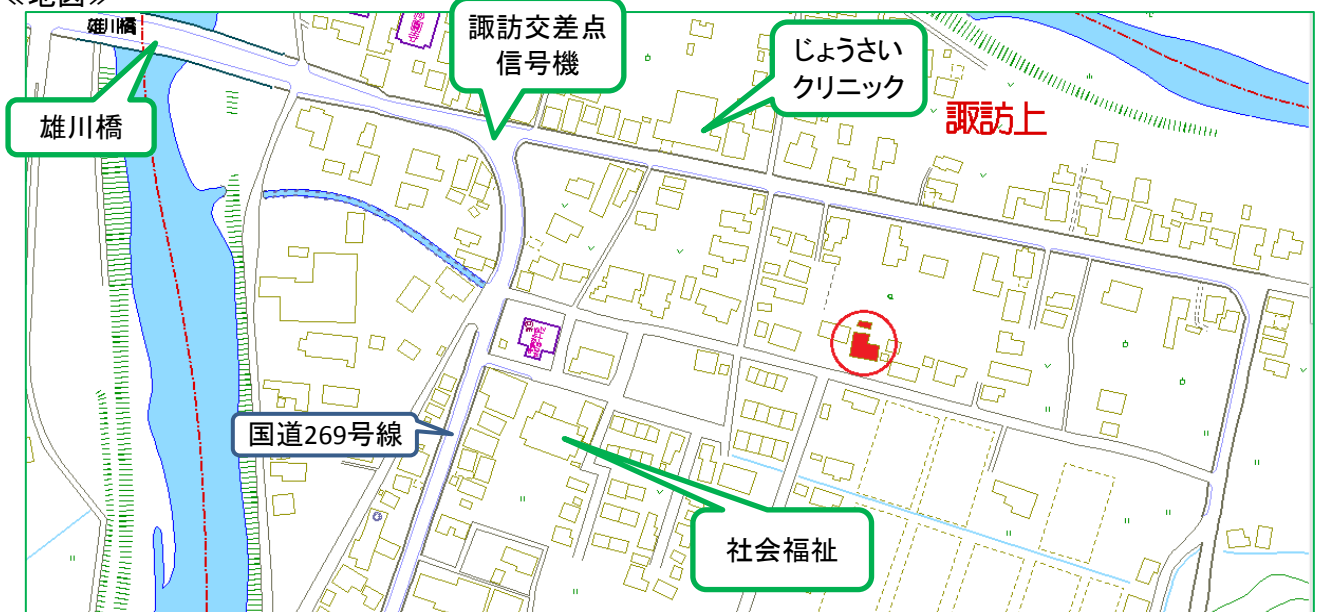 ≪地図≫
雄川橋
諏訪交差点
信号機
じょうさい
クリニック
雄川橋
諏訪上
国道269号線
社会福祉